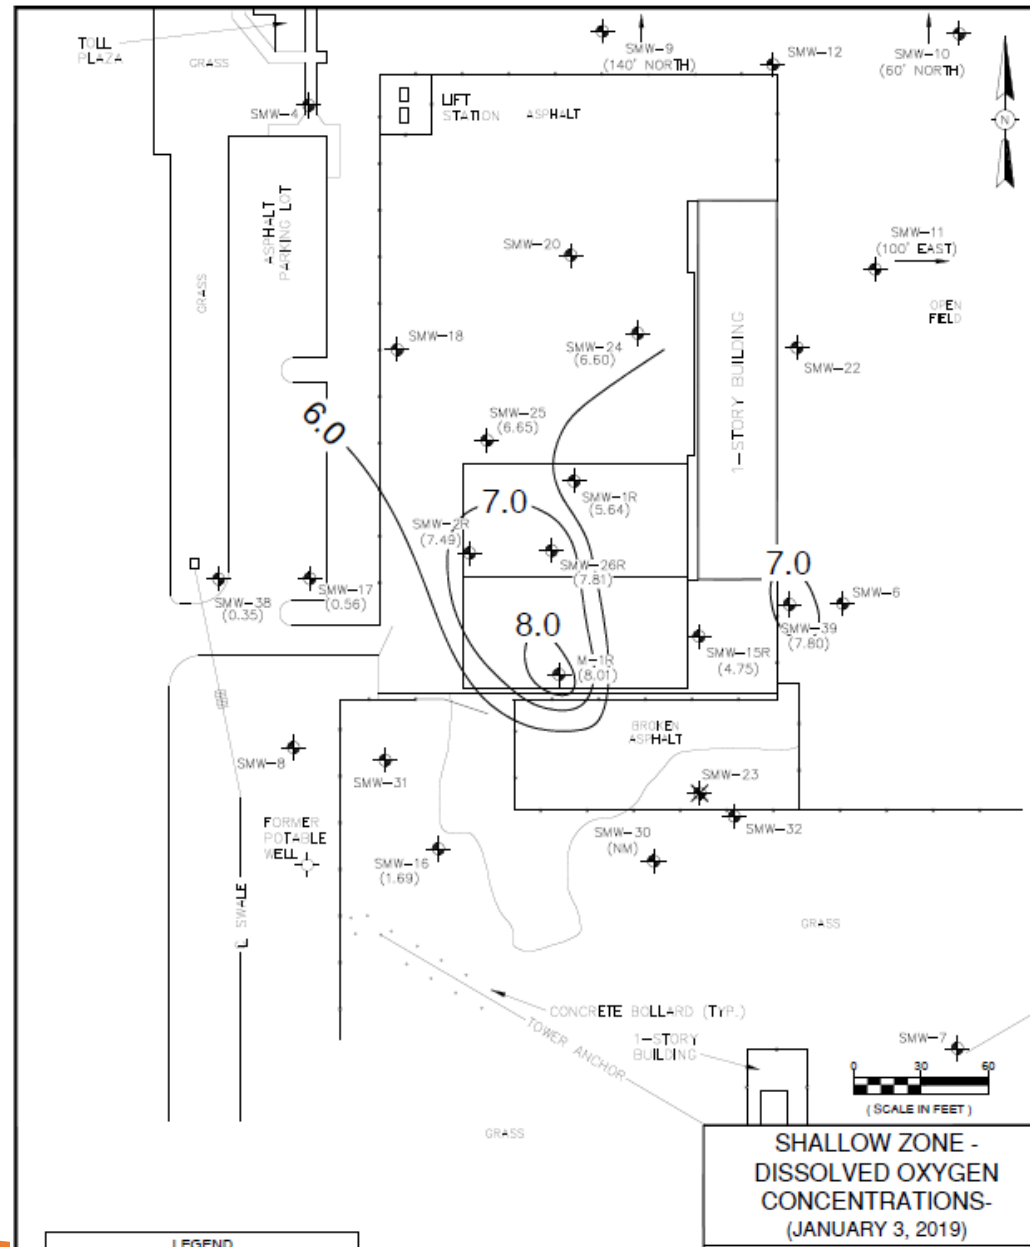 TOLL
PLAZA
GRASS
SMW-9
(140' NORTH)
SMW-12
SMW-10
(60' NORTH)
SMW-4
LIFT
STATION
ASPHALT
N
ASPHALT
PARKING LOT
GRASS
SMW-20
SMW-11
(100' EAST)
OPEN
FIELD
SMW-18
SMW-24
(6.60)
1-STORY BUILDING
SMW-22
6.0
SMW-25
(6.65)
SMW-1R
(5.64)
7.0
SMW-2R
(7.49)
SMW-26R
(7.81)
7.0
SMW-38
(0.35)
SMW-17
(0.56)
SMW-6
SMW-39
(7.80)
8.0
M-1R
(8.01)
SMW-15R
(4.75)
BROKEN
ASPHALT
SMW-8
SMW-31
SMW-23
FORMER
POTABLE
WELL
SMW-16
(1.69)
SMW-30
(NM)
SMW-32
SWALE
GRASS
CONCRETE BOLLARD (TYP.)
TOWER ANCHOR
1-STORY
BUILDING
SMW-7
0 30 60
( SCALE IN FEET )
GRASS
SHALLOW ZONE -
DISSOLVED OXYGEN
CONCENTRATIONS-
(JANUARY 3, 2019)
LEGEND